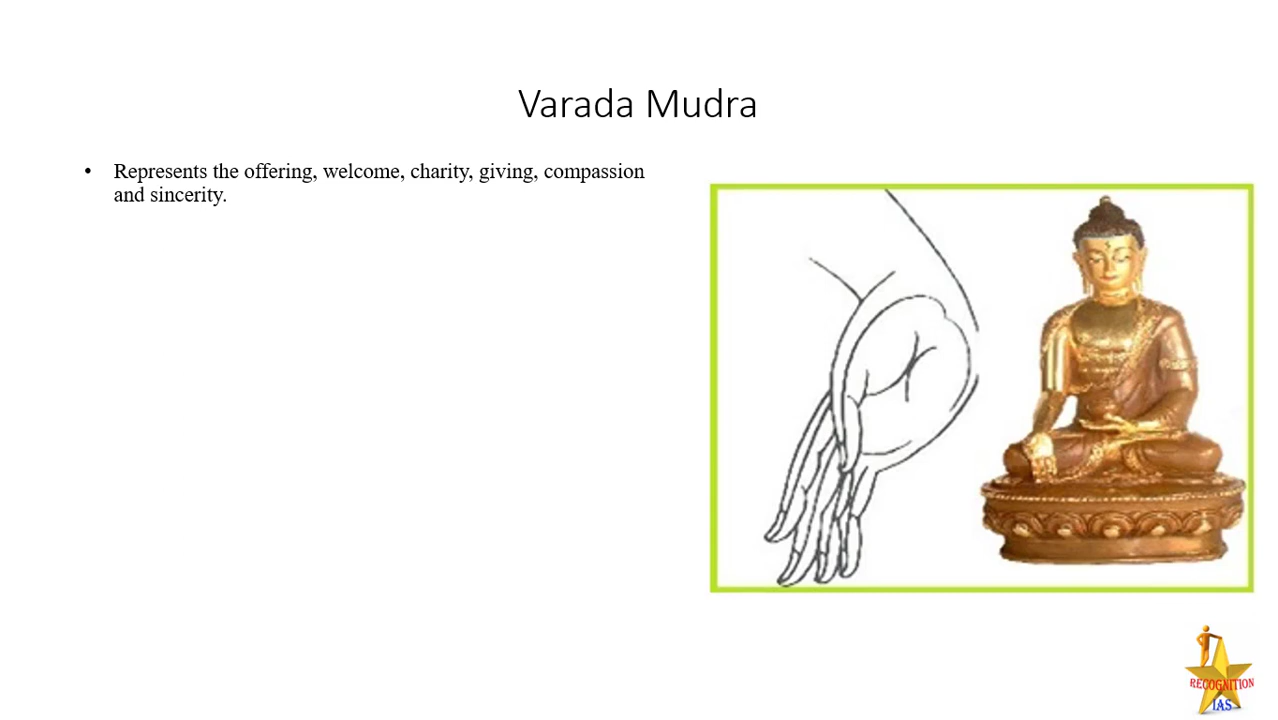 Varada Mudra
• Represents the offering, welcome, charity, giving, compassion
and sincerity.
RECOGNITION
IAS